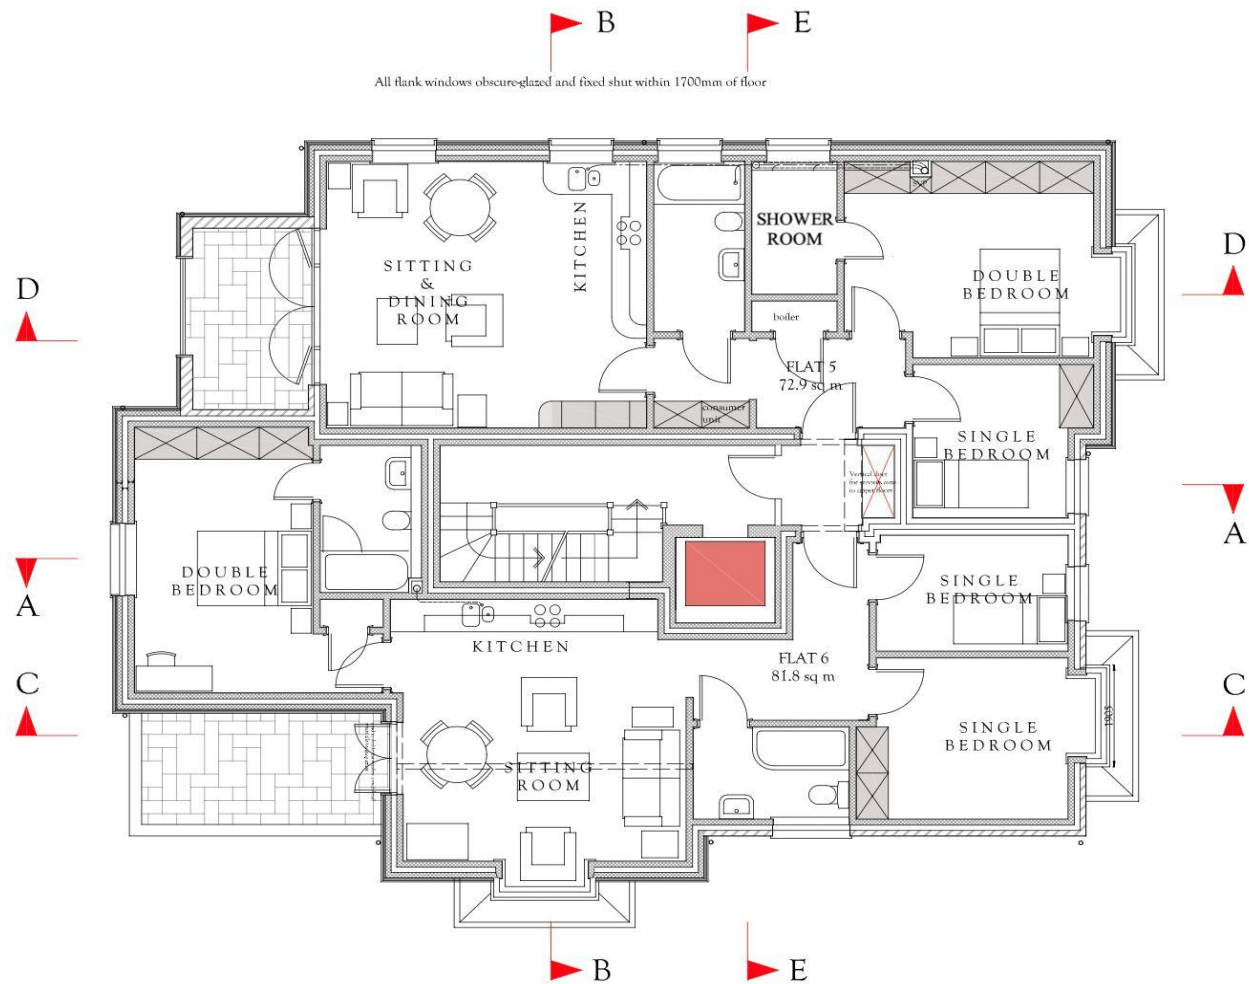 B
E
All flank windows obscure-glazed and fixed shut within 1700mm of floor
D
D
SITTING
&
DINING
ROOM
KITCHEN
SHOWER
ROOM
SVP
DOUBLE
BEDROOM
boiler
FLAT 5
72.9 sq m
consumer
unit
SINGLE
BEDROOM
A
A
DOUBLE
BEDROOM
SINGLE
BEDROOM
KITCHEN
FLAT 6
81.8 sq m
C
C
SITTING
ROOM
SINGLE
BEDROOM
1905
B
E